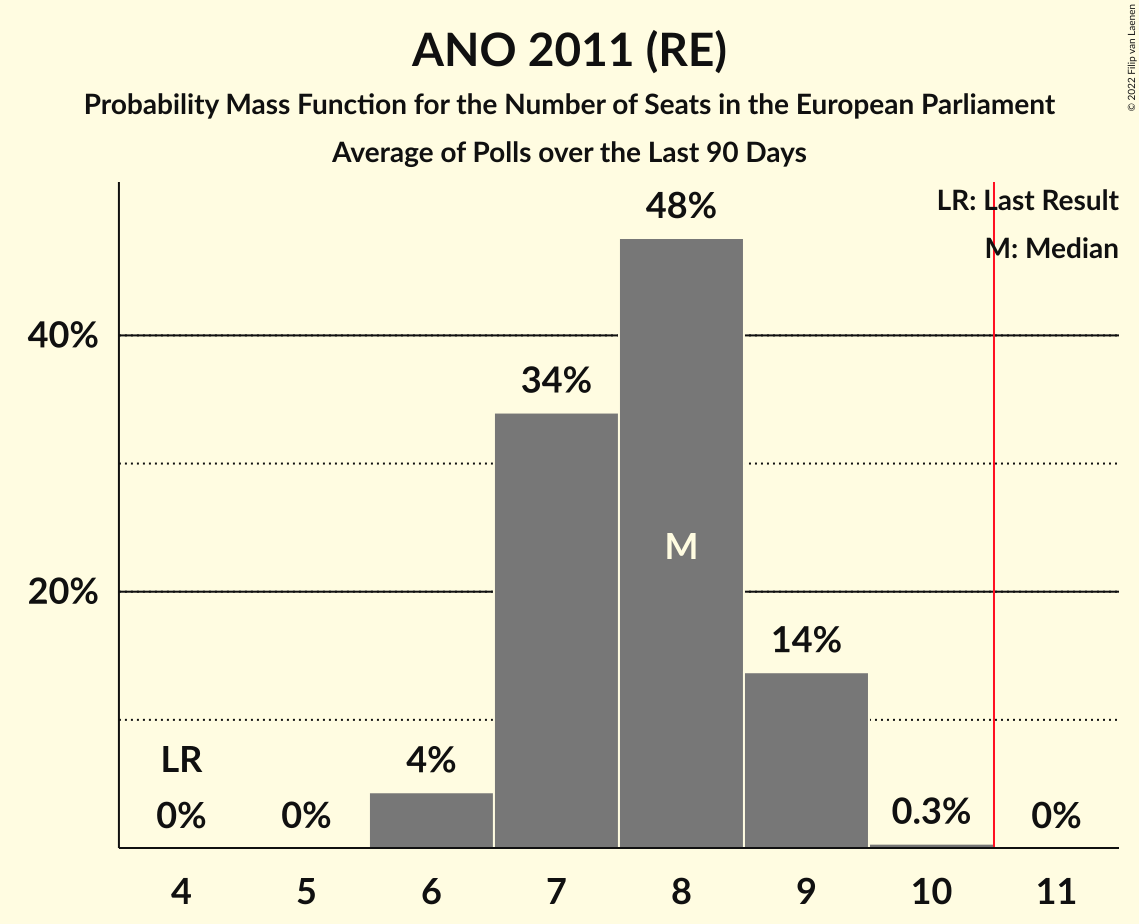 ANO 2011 (RE)
Probability Mass Function for the Number of Seats in the European Parliament
Average of Polls over the Last 90 Days
© 2022 Filip van Laenen
LR: Last Result
M: Median
48%
40%
34%
M
20%
14%
LR
4%
0%
0%
0.3%
0%
4 5 6 7 8 9 10 11